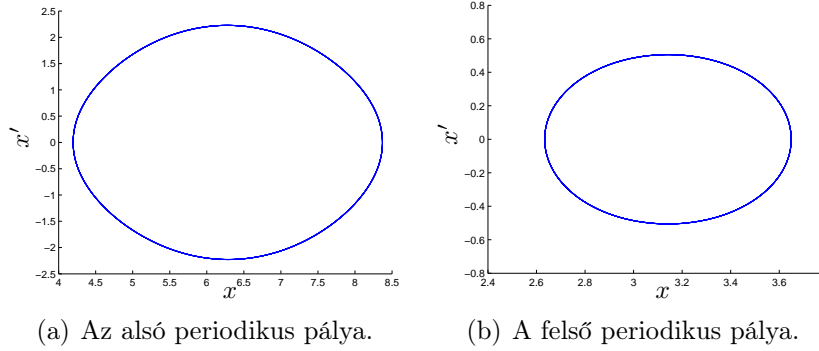 2.5
2
1.5
1
0.5
0
−0.5
−1
−1.5
−2
−2.5
x′
4 4.5 5 5.5 6 6.5 7 7.5 8 8.5
x
(a) Az alsó periodikus pálya.
0.8
0.6
0.4
0.2
0
−0.2
−0.4
−0.6
−0.8
x′
2.4 2.6 2.8 3 3.2 3.4 3.6
x
(b) A felső periodikus pálya.